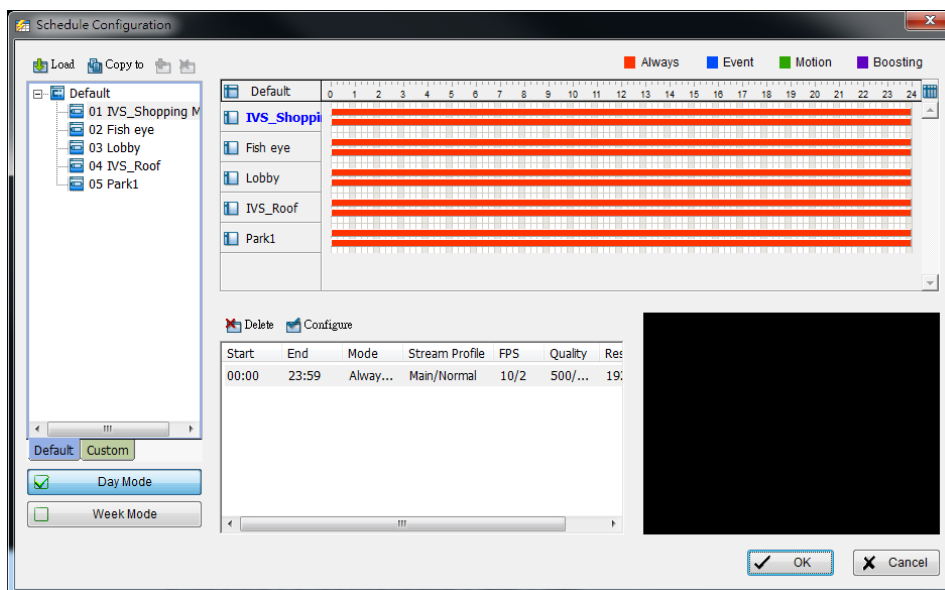 Schedule Configuration
Load Copy to
Always Event Motion Boosting
Default
01 IVS_Shopping M
02 Fish eye
03 Lobby
04 IVS_Roof
05 Park1
Default 0 1 2 3 4 5 6 7 8 9 10 11 12 13 14 15 16 17 18 19 20 21 22 23 24
IVS_Shoppi
Fish eye
Lobby
IVS_Roof
Park1
Delete Configure
Start End Mode Stream Profile FPS Quality Res
00:00 23:59 Alway... Main/Normal 10/2 500/... 192
Default Custom
Day Mode
Week Mode
OK Cancel